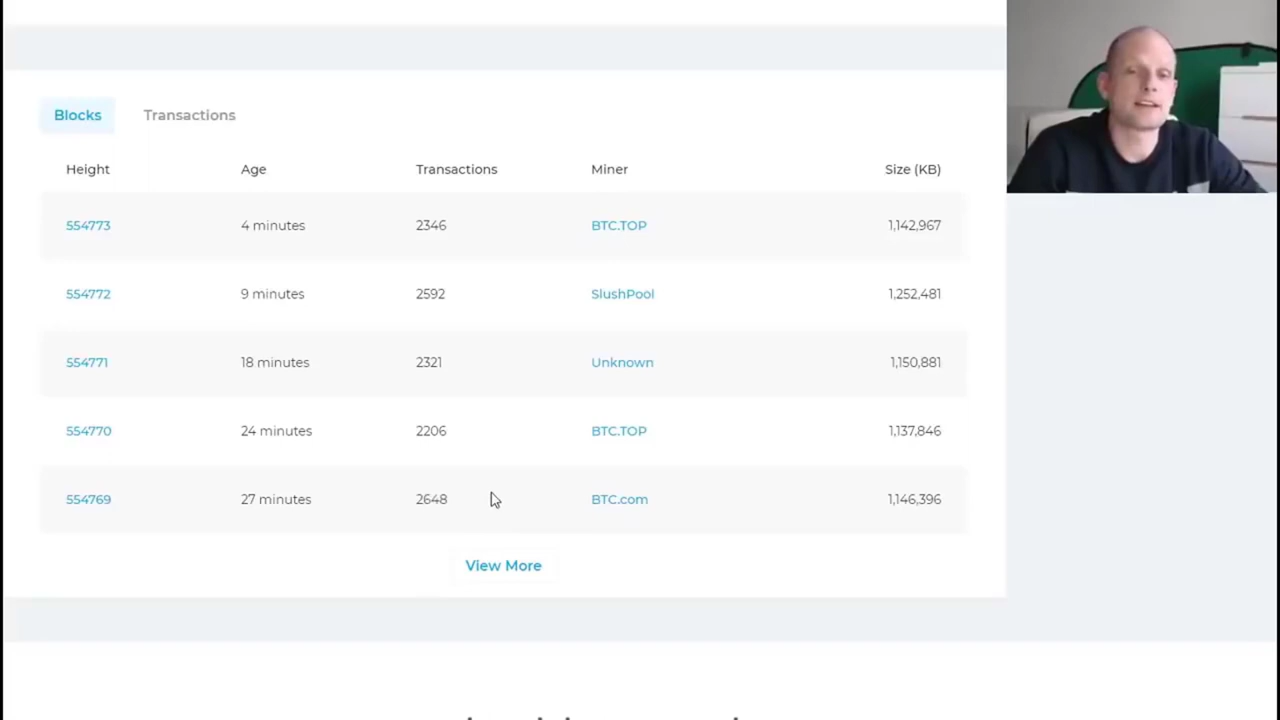 Blocks Transactions
Height Age Transactions Miner Size (KB)
554773 4 minutes 2346 BTC.TOP 1,142,967
554772 9 minutes 2592 SlushPool 1,252,481
554771 18 minutes 2321 Unknown 1,150,881
554770 24 minutes 2206 BTC.TOP 1,137,846
554769 27 minutes 2648 BTC.com 1,146,396
View More